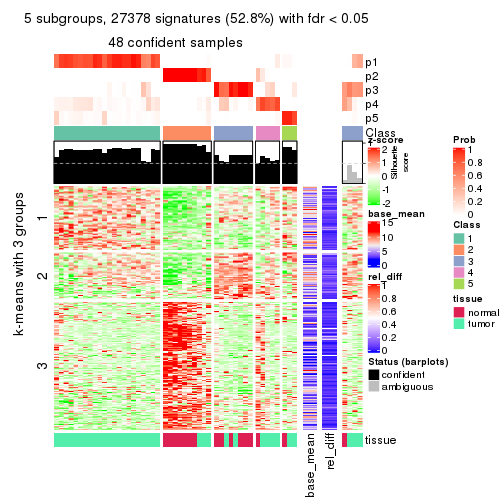 5 subgroups, 27378 signatures (52.8%) with fdr < 0.05
48 confident samples
p1
p2
p3
p4
p5
Class
1
Silhouette
score
k-means with 3 groups
1
2
3
tissue
base_mean
rel_diff
z-score
2
1
0
-1
-2
base_mean
15
10
5
0
rel_diff
1
0.8
0.6
0.4
0.2
0
Status (barplots)
confident
ambiguous
Prob
1
0.8
0.6
0.4
0.2
0
Class
1
2
3
4
5
tissue
normal
tumor